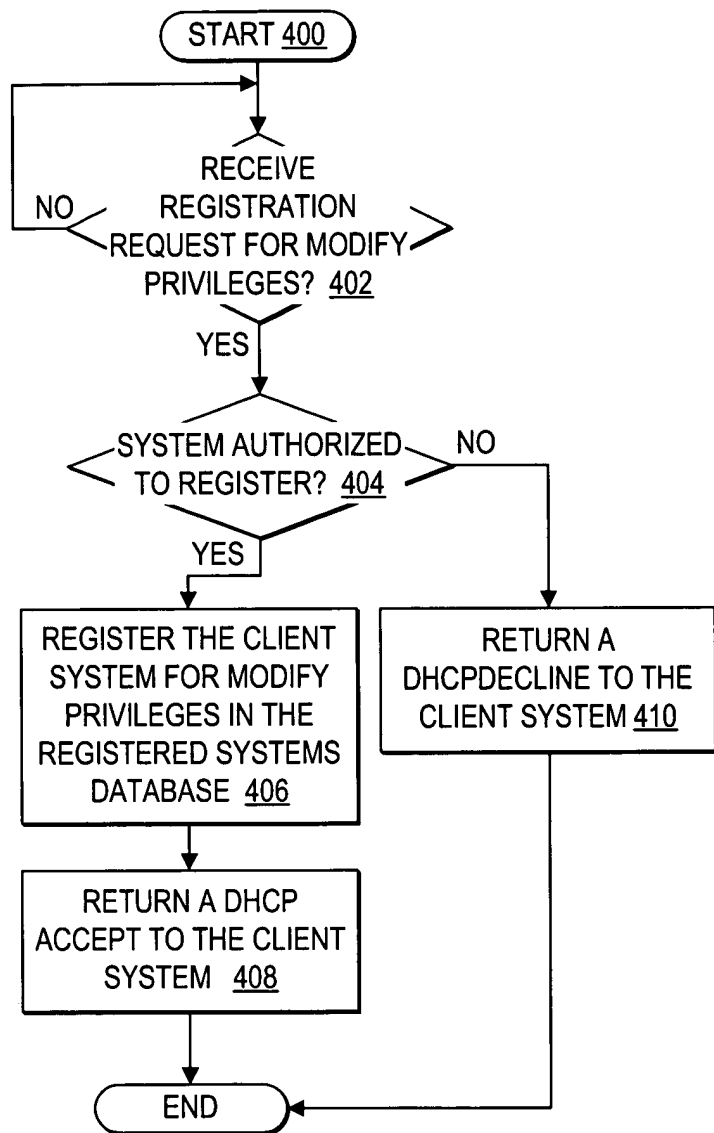 START 400
RECEIVE
REGISTRATION
NO
REQUEST FOR MODIFY
PRIVILEGES? 402
YES
SYSTEM AUTHORIZED
TO REGISTER? 404
NO
YES
REGISTER THE CLIENT
SYSTEM FOR MODIFY
PRIVILEGES IN THE
REGISTERED SYSTEMS
DATABASE 406
RETURN A
DHCPDECLINE TO THE
CLIENT SYSTEM 410
RETURN A DHCP
ACCEPT TO THE CLIENT
SYSTEM 408
END